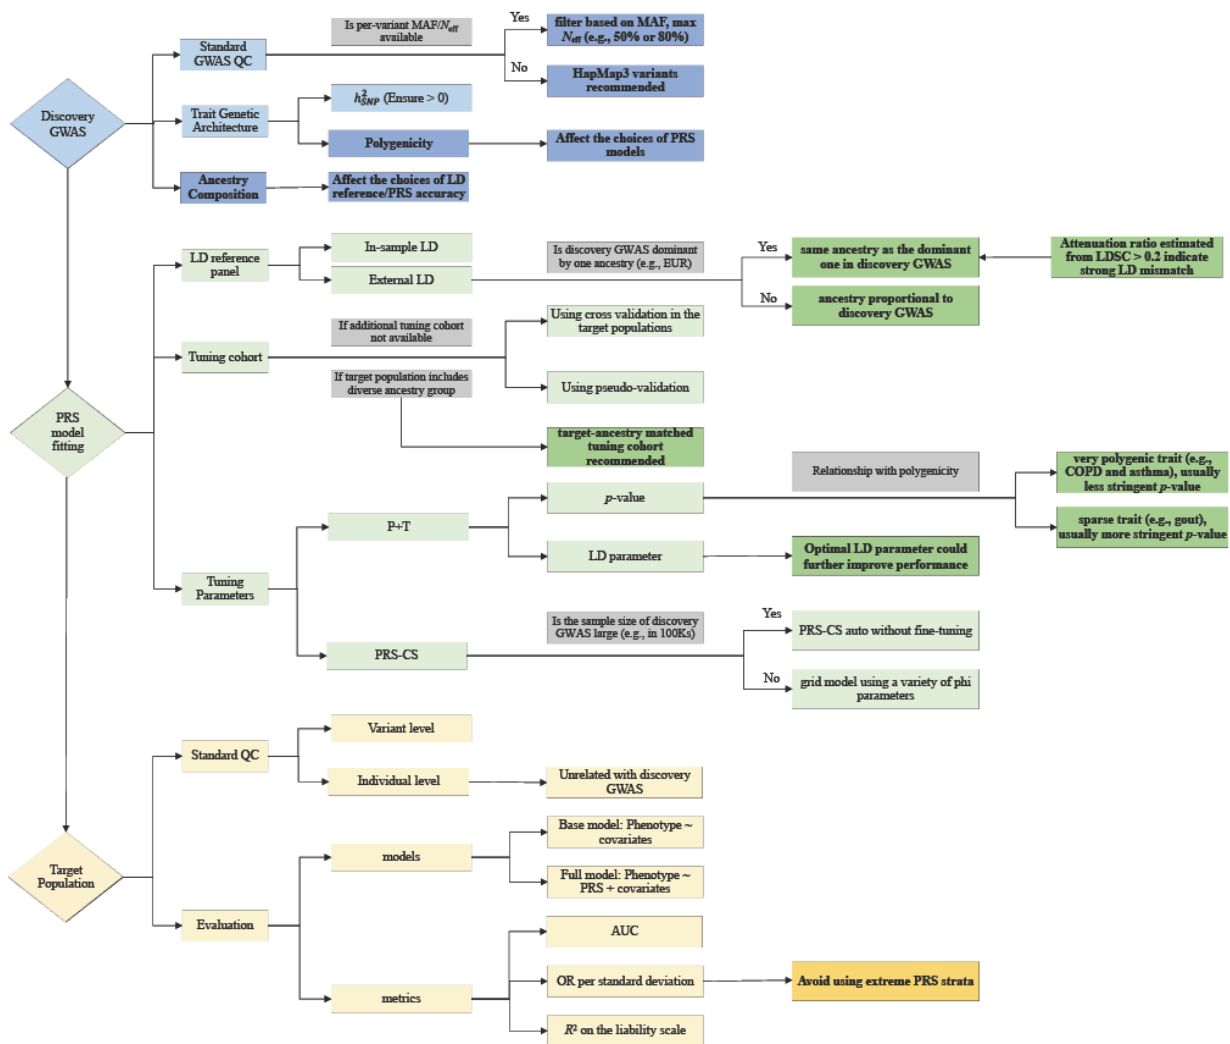 Is per-variant MAF/Neff
available
Yes
filter based on MAF, max
Neff (e.g., 50% or 80%)
Standard
GWAS QC
No
HapMap3 variants
recommended
Discovery
GWAS
Trait Genetic
Architecture
h²SNP (Ensure > 0)
Polygenicity
Affect the choices of PRS
models
Ancestry
Composition
Affect the choices of LD
reference/PRS accuracy
LD reference
panel
In-sample LD
External LD
Is discovery GWAS dominant
by one ancestry (e.g., EUR)
Yes
same ancestry as the dominant
one in discovery GWAS
Attenuation ratio estimated
from LDSC > 0.2 indicate
strong LD mismatch
No
ancestry proportional to
discovery GWAS
Tuning cohort
If additional tuning cohort
not available
Using cross validation in the
target populations
Using pseudo-validation
If target population includes
diverse ancestry group
target-ancestry matched
tuning cohort
recommended
PRS
model
fitting
Tuning
Parameters
P+T
p-value
Relationship with polygenicity
very polygenic trait (e.g.,
COPD and asthma), usually
less stringent p-value
sparse trait (e.g., gout),
usually more stringent p-value
LD parameter
Optimal LD parameter could
further improve performance
PRS-CS
Is the sample size of discovery
GWAS large (e.g., in 100Ks)
Yes
PRS-CS auto without fine-tuning
No
grid model using a variety of phi
parameters
Target
Population
Standard QC
Variant level
Individual level
Unrelated with discovery
GWAS
Evaluation
models
Base model: Phenotype ~
covariates
Full model: Phenotype ~
PRS + covariates
metrics
AUC
OR per standard deviation
Avoid using extreme PRS strata
R² on the liability scale